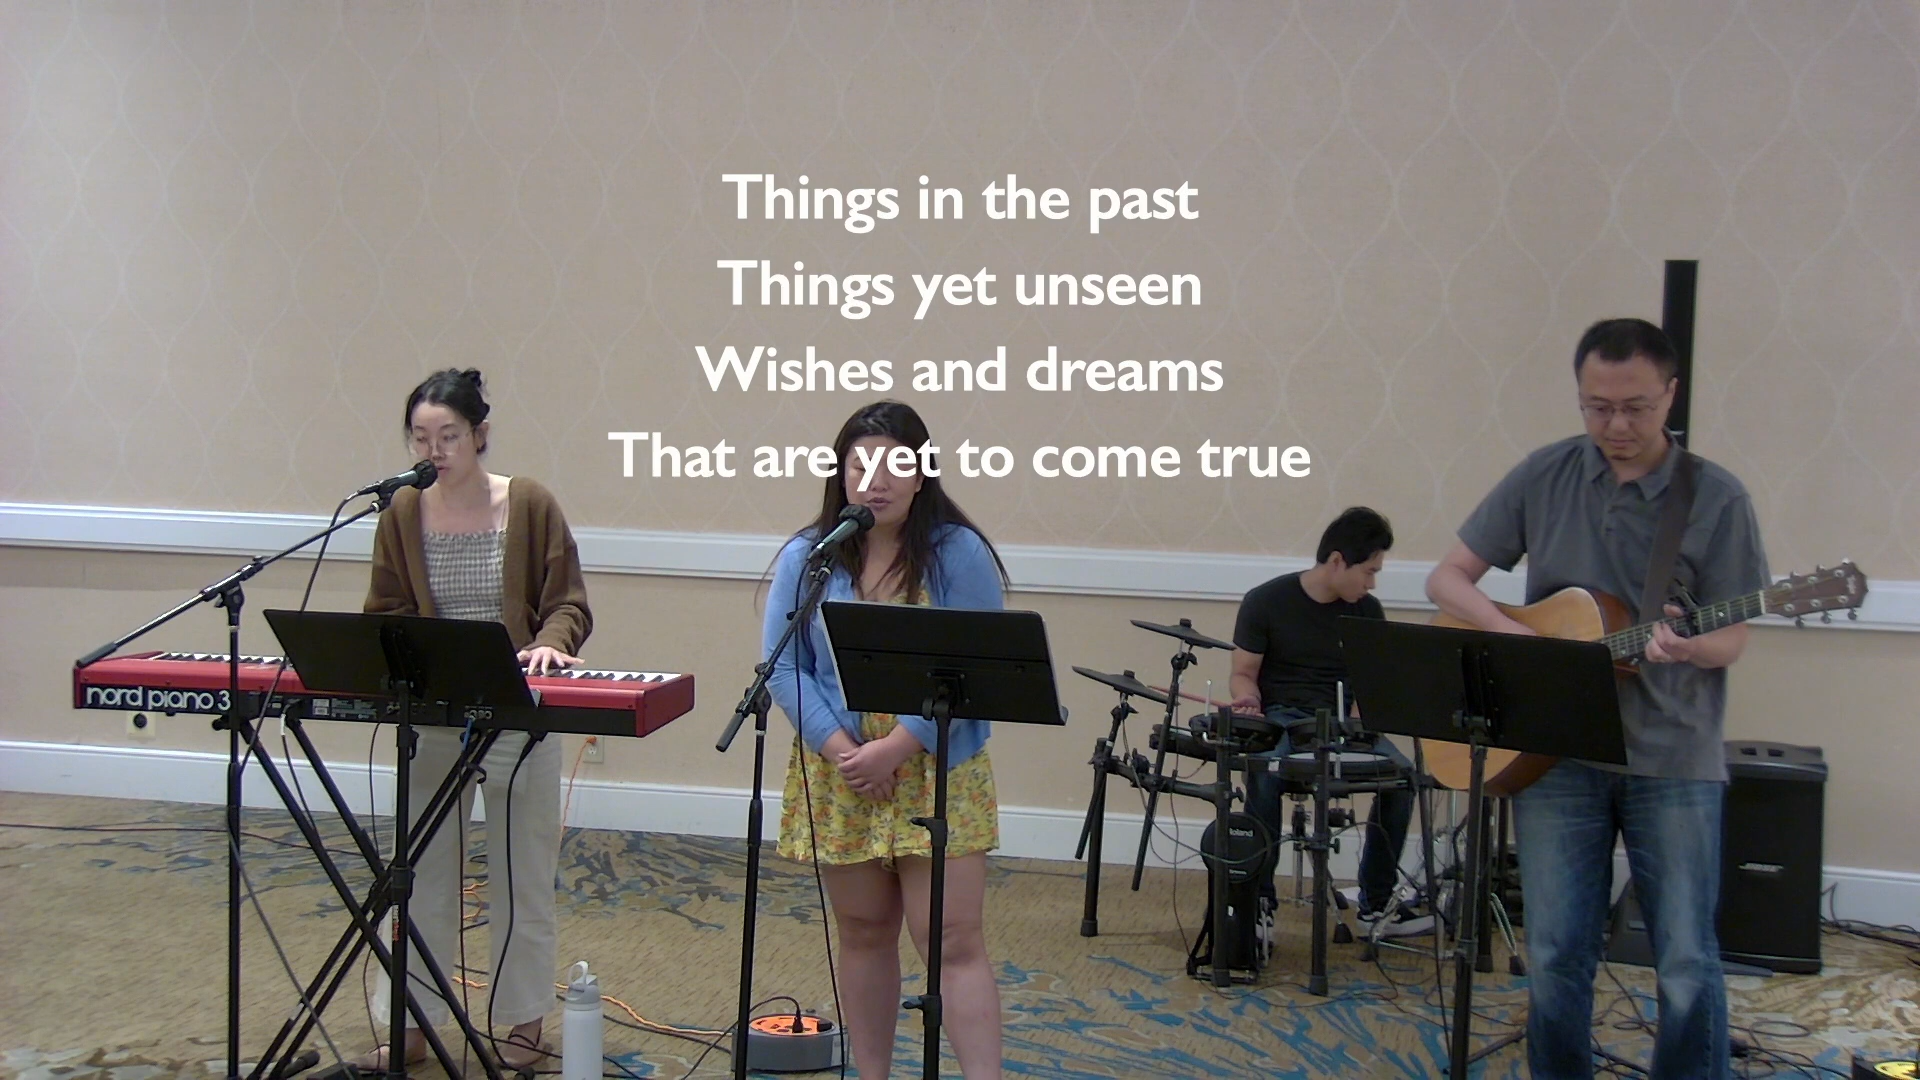 Things in the past
Things yet unseen
Wishes and dreams
That are yet to come true
nord piano 3
Roland